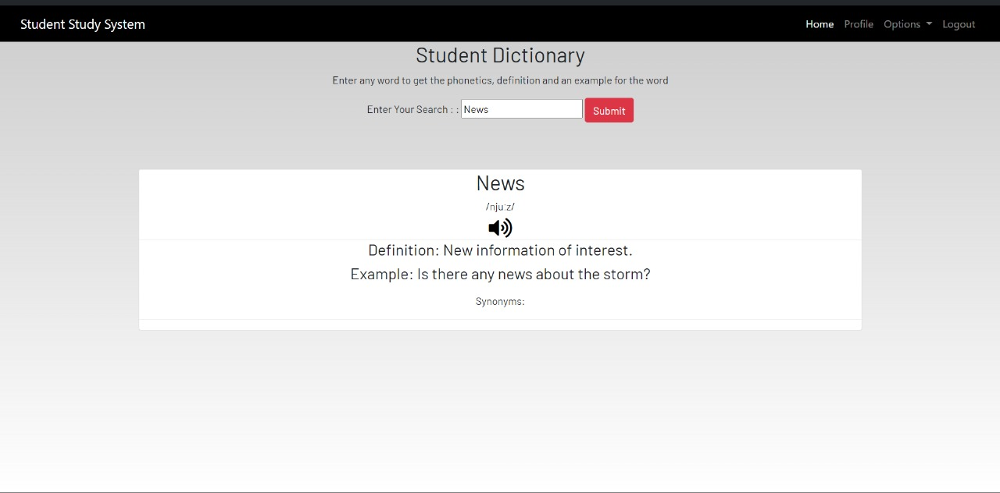 Student Study System
Home Profile Options Logout
Student Dictionary
Enter any word to get the phonetics, definition and an example for the word
Enter Your Search : : News Submit
News
/njuːz/
Definition: New information of interest.
Example: Is there any news about the storm?
Synonyms: